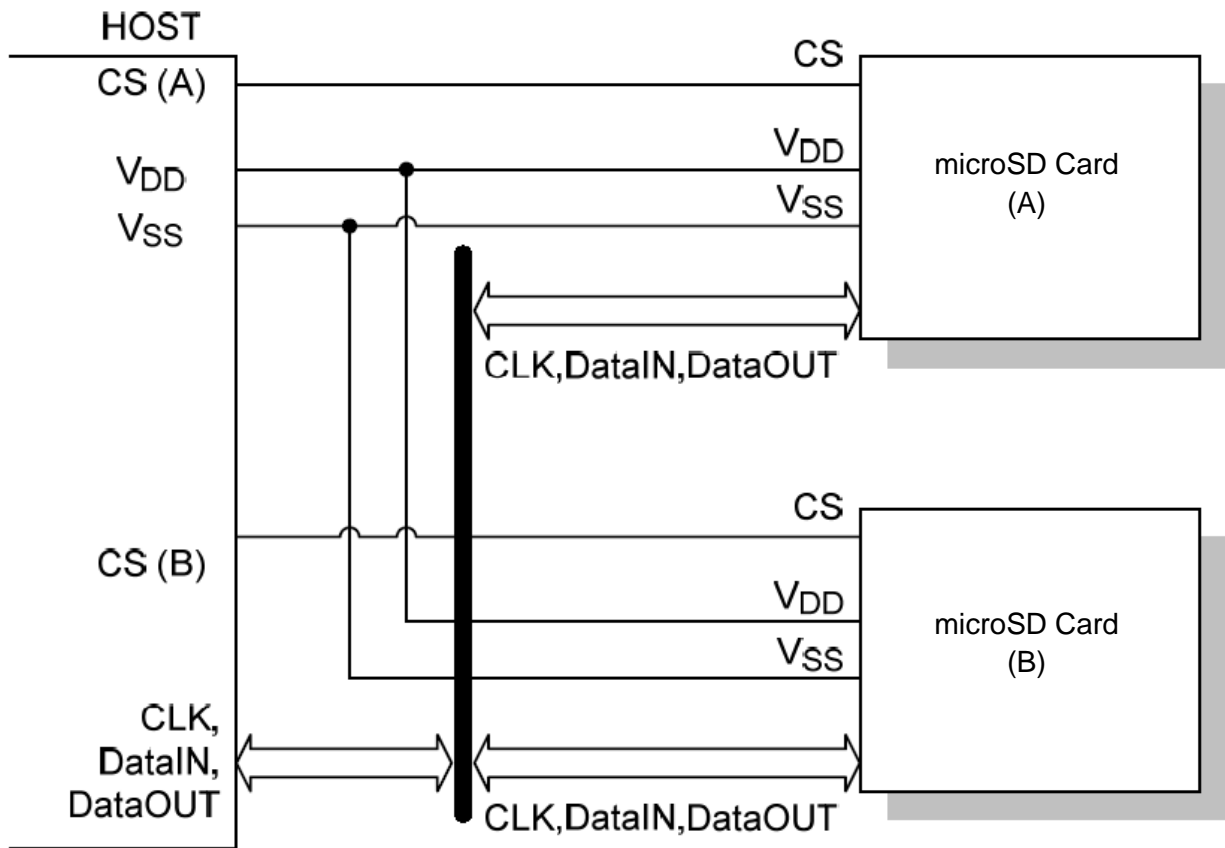 HOST
CS (A)
VDD
VSS
CS
VDD
VSS
microSD Card
(A)
CLK,DataIN,DataOUT
CS (B)
CS
VDD
VSS
microSD Card
(B)
CLK,
DataIN,
DataOUT
CLK,DataIN,DataOUT